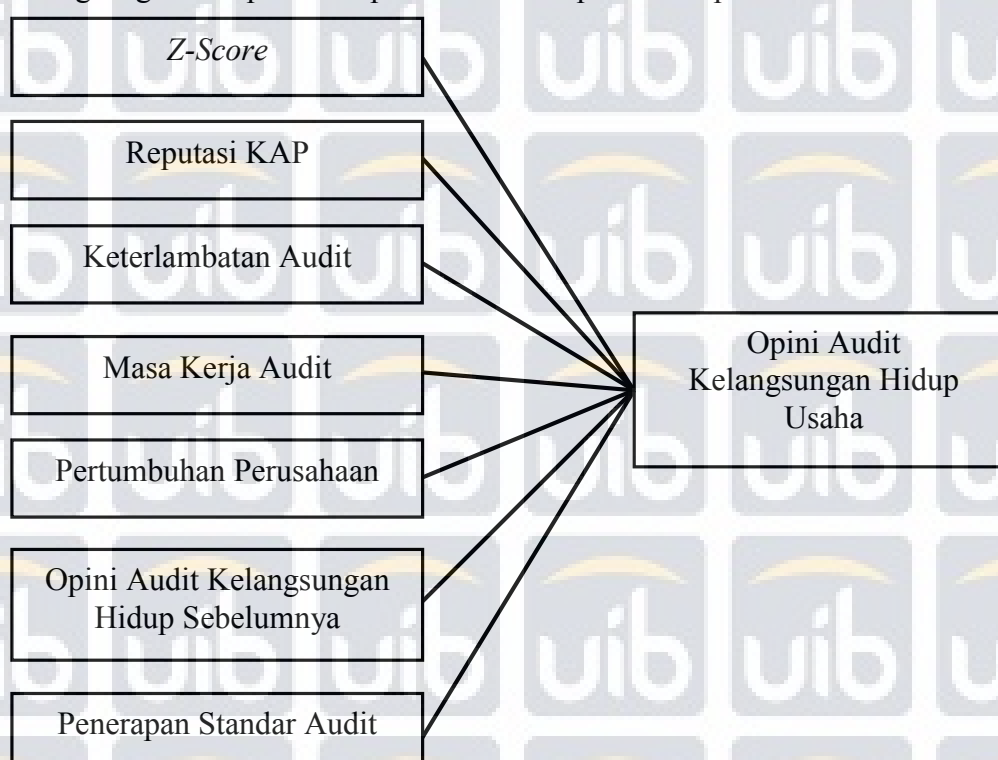 Z-Score
Reputasi KAP
Keterlambatan Audit
Masa Kerja Audit
Pertumbuhan Perusahaan
Opini Audit Kelangsungan
Hidup Sebelumnya
Penerapan Standar Audit
Opini Audit
Kelangsungan Hidup
Usaha
uib